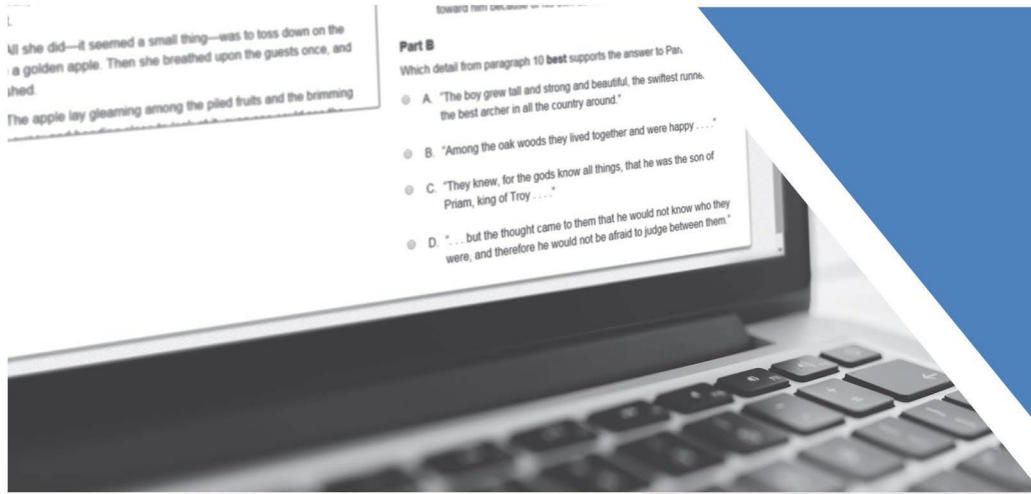 All she did—it seemed a small thing—was to toss down on the
a golden apple. Then she breathed upon the guests once, and
The apple lay gleaming among the piled fruits and the brimming
toward him because of his own
Part B
Which detail from paragraph 10 best supports the answer to
A. "The boy grew tall and strong and beautiful, the swiftest
the best archer in all the country around."
B. "Among the oak woods they lived together and were happy . . . ."
C. "They knew, for the gods know all things, that he was the son of
Priam, king of Troy . . . ."
D. ". . . but the thought came to them that he would not know who they
were, and therefore he would not be afraid to judge between them."